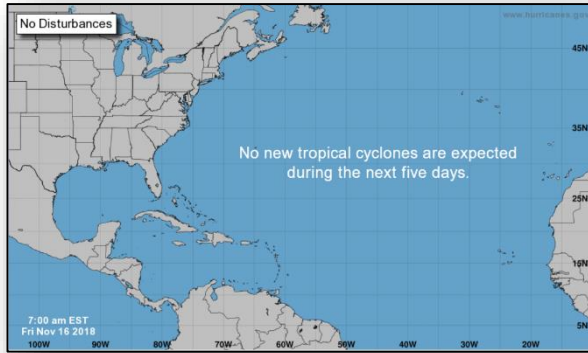 No Disturbances
www.hurricanes.gov
45N
35N
No new tropical cyclones are expected
during the next five days.
25N
15N
7:00 am EST
Fri Nov 16 2018
5N
100W 90W 80W 70W 60W 50W 40W 30W 20W